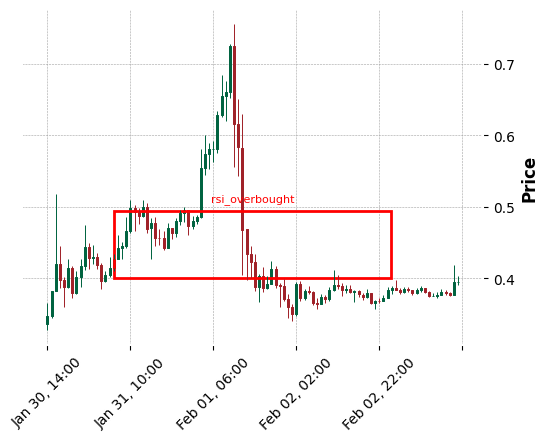 0.7
0.6
rsi_overbought
0.5
0.4
Price
Jan 30, 14:00
Jan 31, 10:00
Feb 01, 06:00
Feb 02, 02:00
Feb 02, 22:00